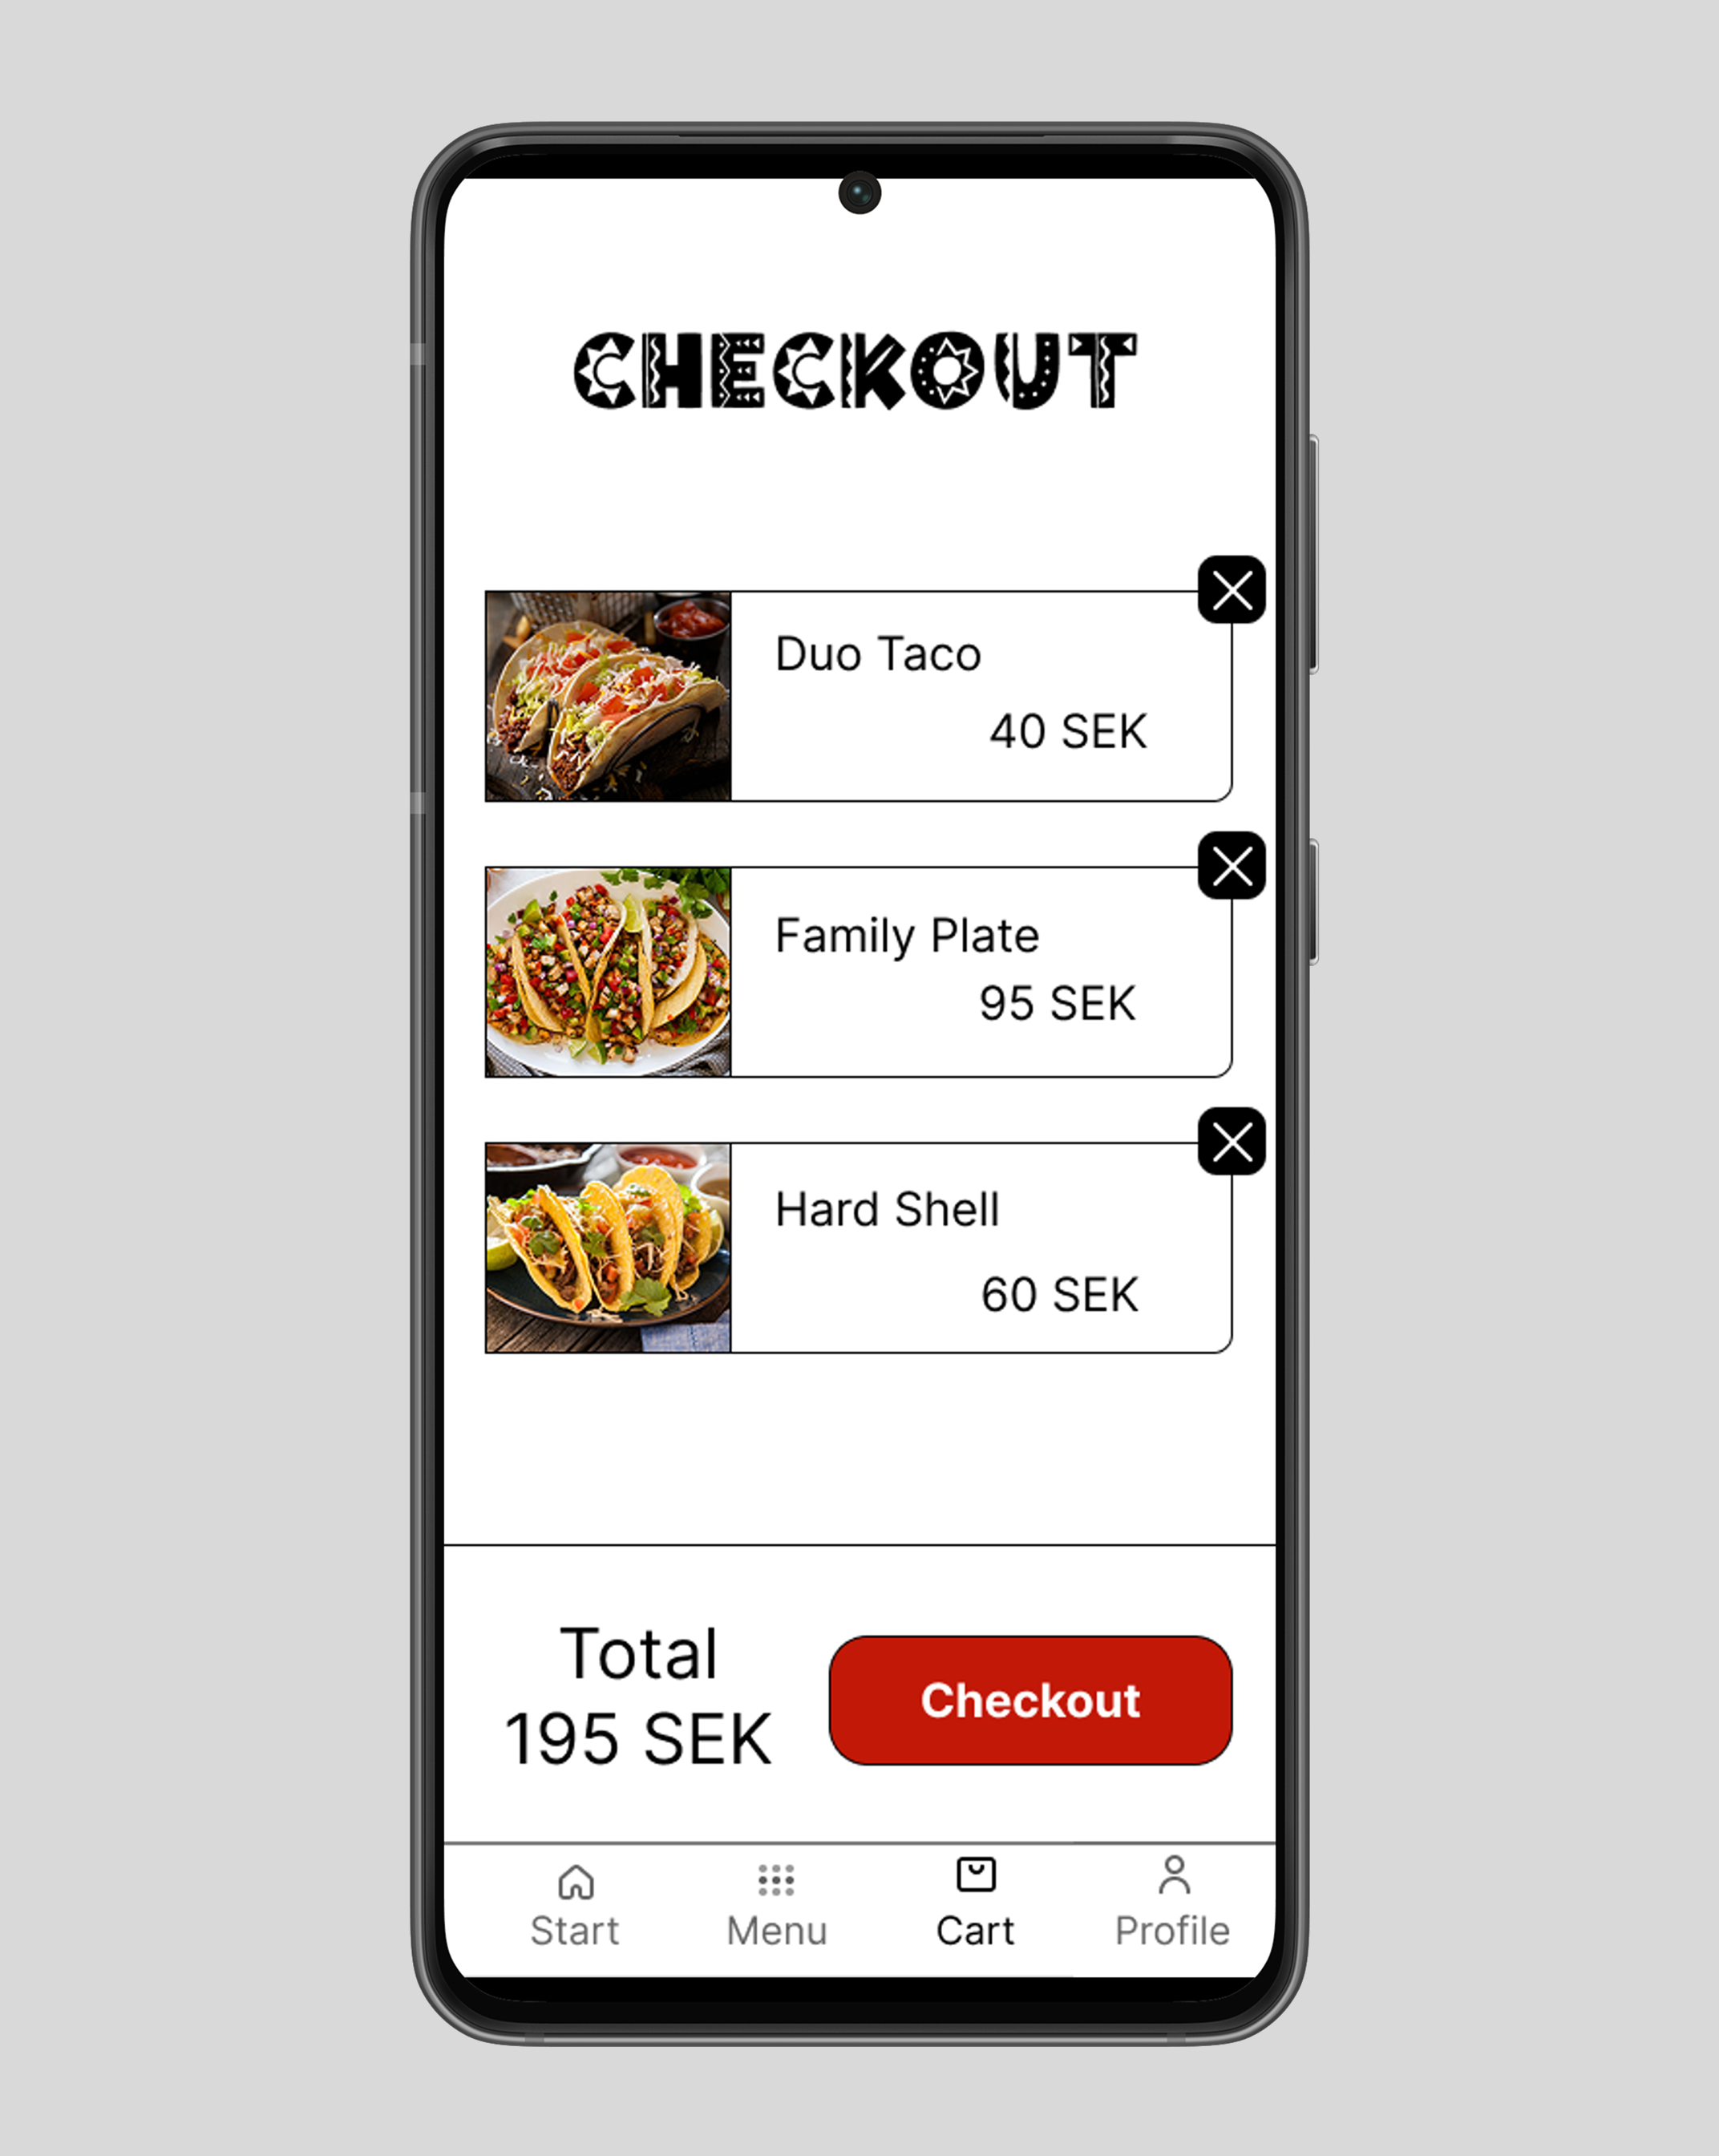 CHECKOUT
Duo Taco
40 SEK
Family Plate
95 SEK
Hard Shell
60 SEK
Total
195 SEK
Checkout
Start
Menu
Cart
Profile